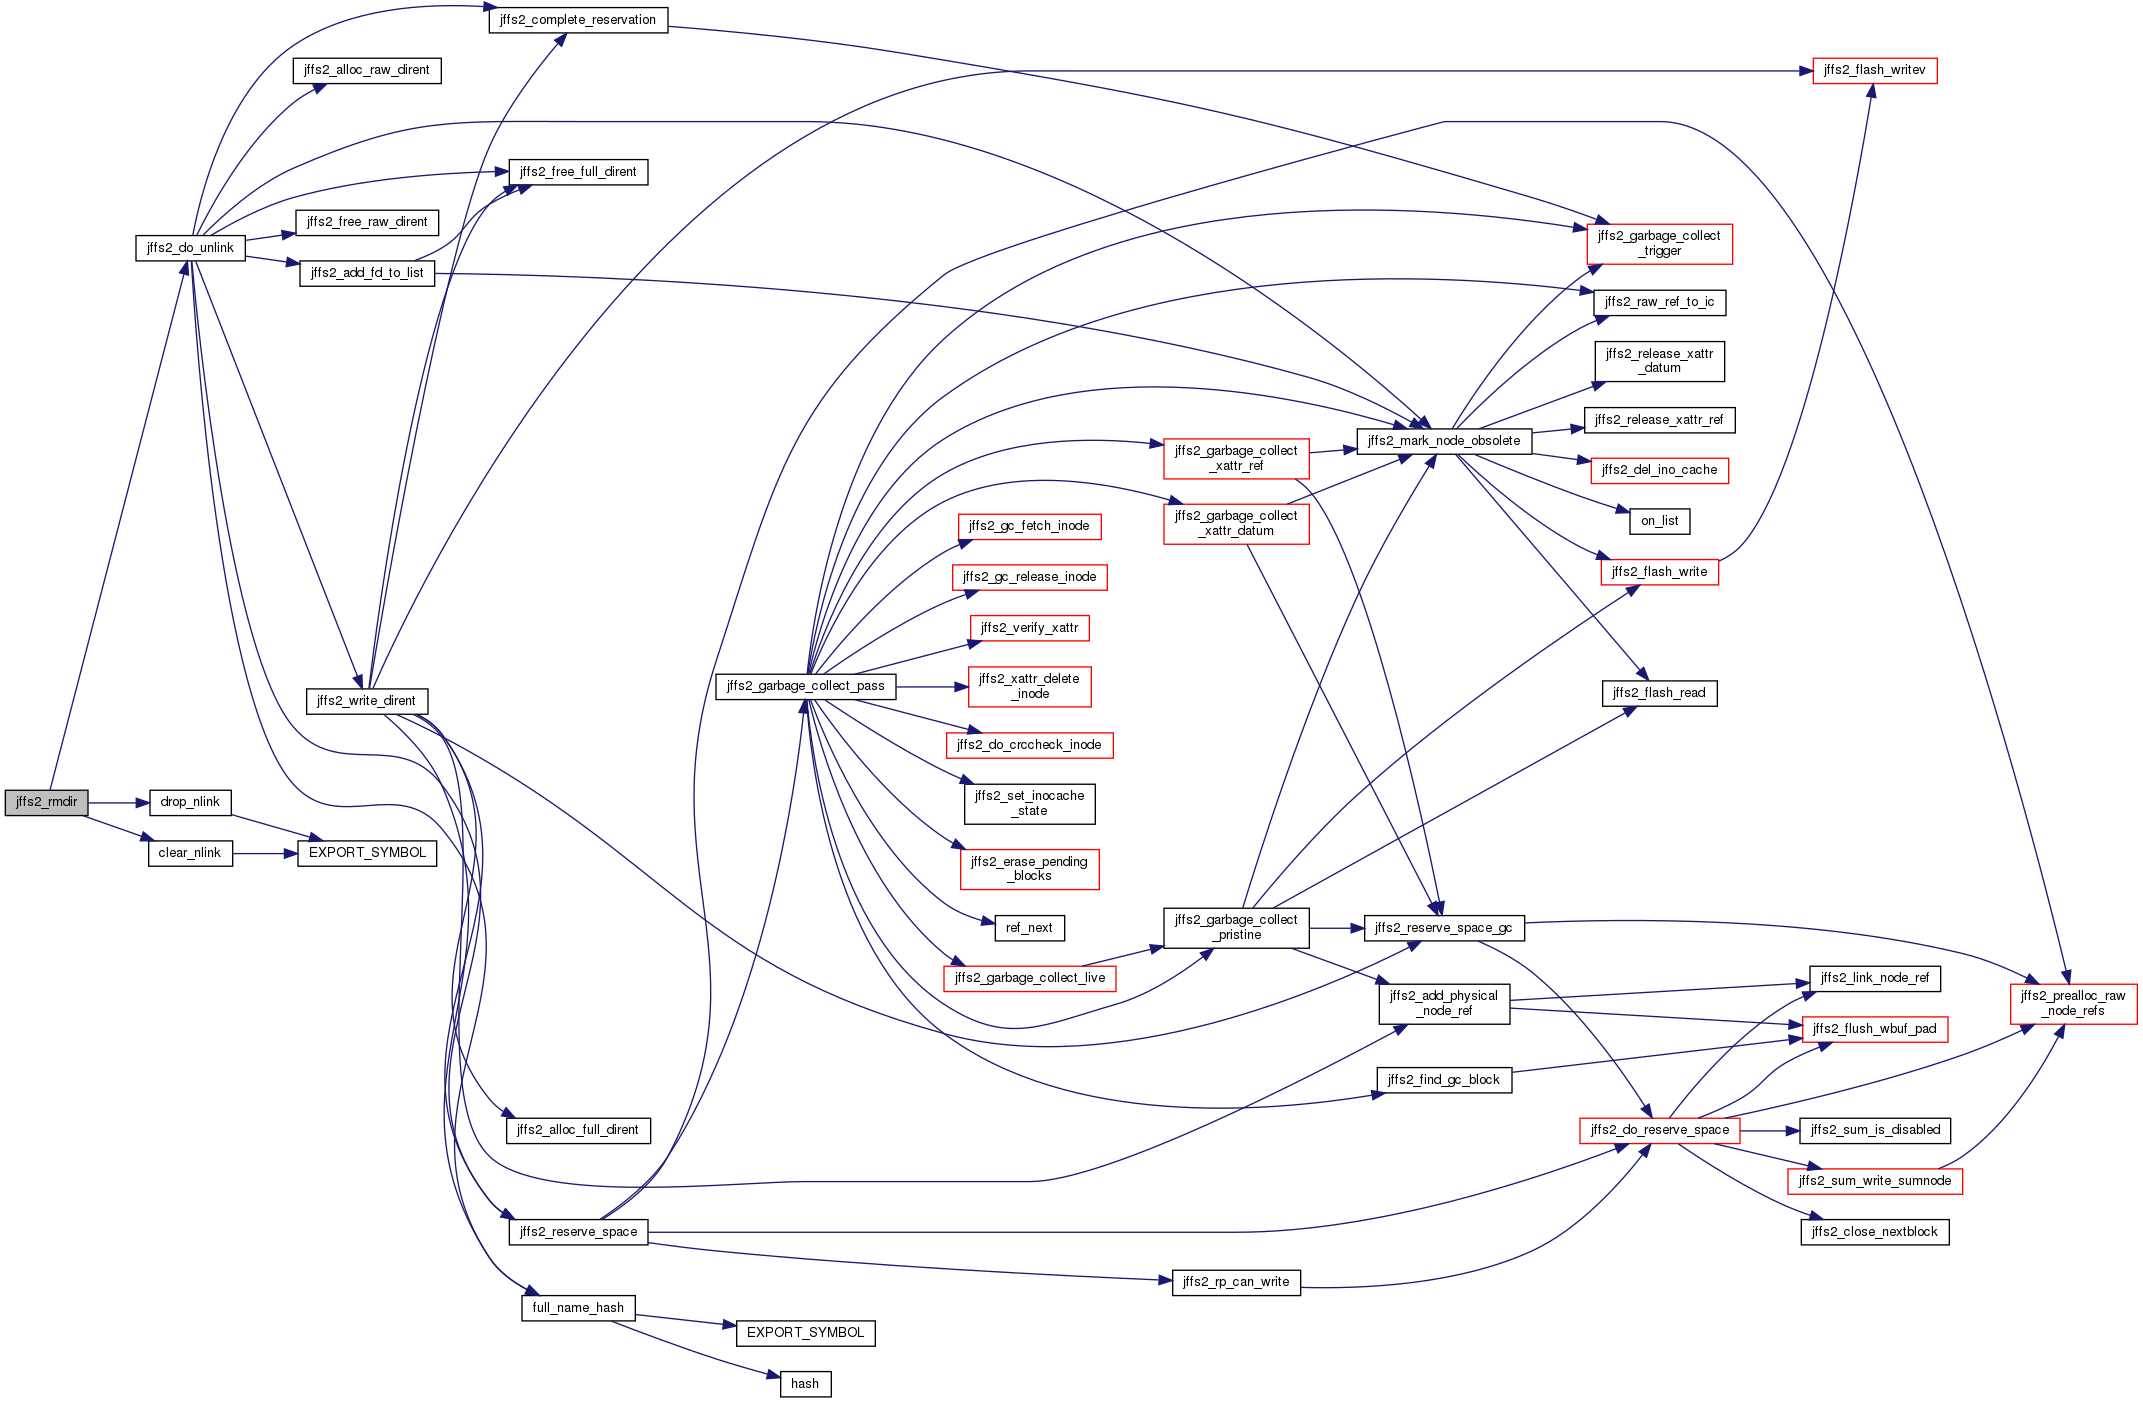 jffs2_complete_reservation
jffs2_alloc_raw_dirent
jffs2_flash_writev
jffs2_free_full_dirent
jffs2_free_raw_dirent
jffs2_do_unlink
jffs2_add_fd_to_list
jffs2_garbage_collect
_trigger
jffs2_raw_ref_to_ic
jffs2_release_xattr
_datum
jffs2_release_xattr_ref
jffs2_mark_node_obsolete
jffs2_garbage_collect
_xattr_ref
jffs2_del_ino_cache
jffs2_garbage_collect
_xattr_datum
on_list
jffs2_gc_fetch_inode
jffs2_flash_write
jffs2_gc_release_inode
jffs2_verify_xattr
jffs2_garbage_collect_pass
jffs2_xattr_delete
_inode
jffs2_flash_read
jffs2_write_dirent
jffs2_do_crccheck_inode
jffs2_rmdir
drop_nlink
jffs2_set_inocache
_state
clear_nlink
EXPORT_SYMBOL
jffs2_erase_pending
_blocks
ref_next
jffs2_garbage_collect
_pristine
jffs2_reserve_space_gc
jffs2_garbage_collect_live
jffs2_link_node_ref
jffs2_add_physical
_node_ref
jffs2_prealloc_raw
_node_refs
jffs2_flush_wbuf_pad
jffs2_find_gc_block
jffs2_alloc_full_dirent
jffs2_do_reserve_space
jffs2_sum_is_disabled
jffs2_sum_write_sumnode
jffs2_reserve_space
jffs2_close_nextblock
jffs2_rp_can_write
full_name_hash
EXPORT_SYMBOL
hash